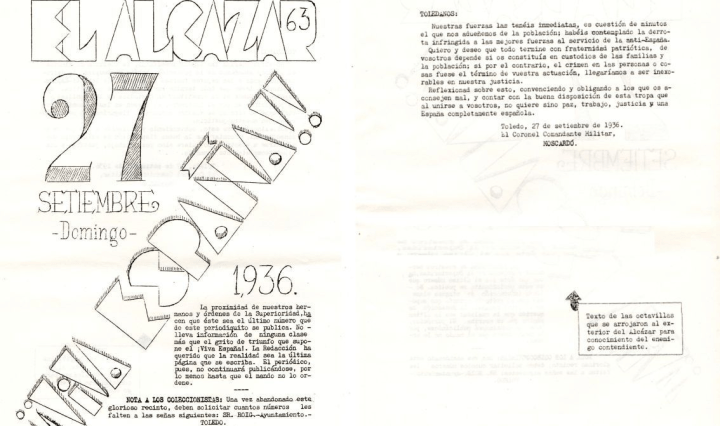 EL ALCAZAR 63
27
SETIEMBRE
-Domingo-
¡VIVA ESPAÑA!!
1,936.
La proximidad de nuestros her-
manos y órdenes de la Superioridad,ha
cen que éste sea el último número que
de este periodiquito se publica. No -
lleva información de ninguna clase
más que el grito de triunfo que supo-
ne el ¡Viva España!. La Redacción ha
querido que la realidad sea la última
página que se escriba. El periódico,
pues, no continuará publicándose, por
lo menos hasta que el mando no lo or-
dene.
NOTA A LOS COLECCIONISTAS: Una vez abandonado este
glorioso recinto, deben solicitar cuantos números les
falten a las señas siguientes: SR. ROIG.-Ayuntamiento.-
TOLEDO.
TOLEDANOS:
Nuestras fuerzas las tenéis inmediatas, es cuestión de minutos
el que nos adueñemos de la población; habéis contemplado la derro-
ta infringida a las mejores fuerzas al servicio de la anti-España.
Quiero y deseo que todo termine con fraternidad patriótica, de
vosotros depende si os constituís en custodios de las familias y
la población; si por el contrario, el crimen en las personas o co-
sas fuese el término de vuestra actuación, llegaríamos a ser inexo-
rables en nuestra justicia.
Reflexionad sobre esto, convenciendo y obligando a los que os a-
consejen mal, y contar con la buena disposición de esta tropa que
al unirse a vosotros, no quiere sino paz, trabajo, justicia y una
España completamente española.
Toledo, 27 de setiembre de 1936.
El Coronel Comandante Militar,
MOSCARDÓ.
Texto de las octavillas
que se arrojaron al ex-
terior del Alcázar para
conocimiento del enemi-
go contendiente.